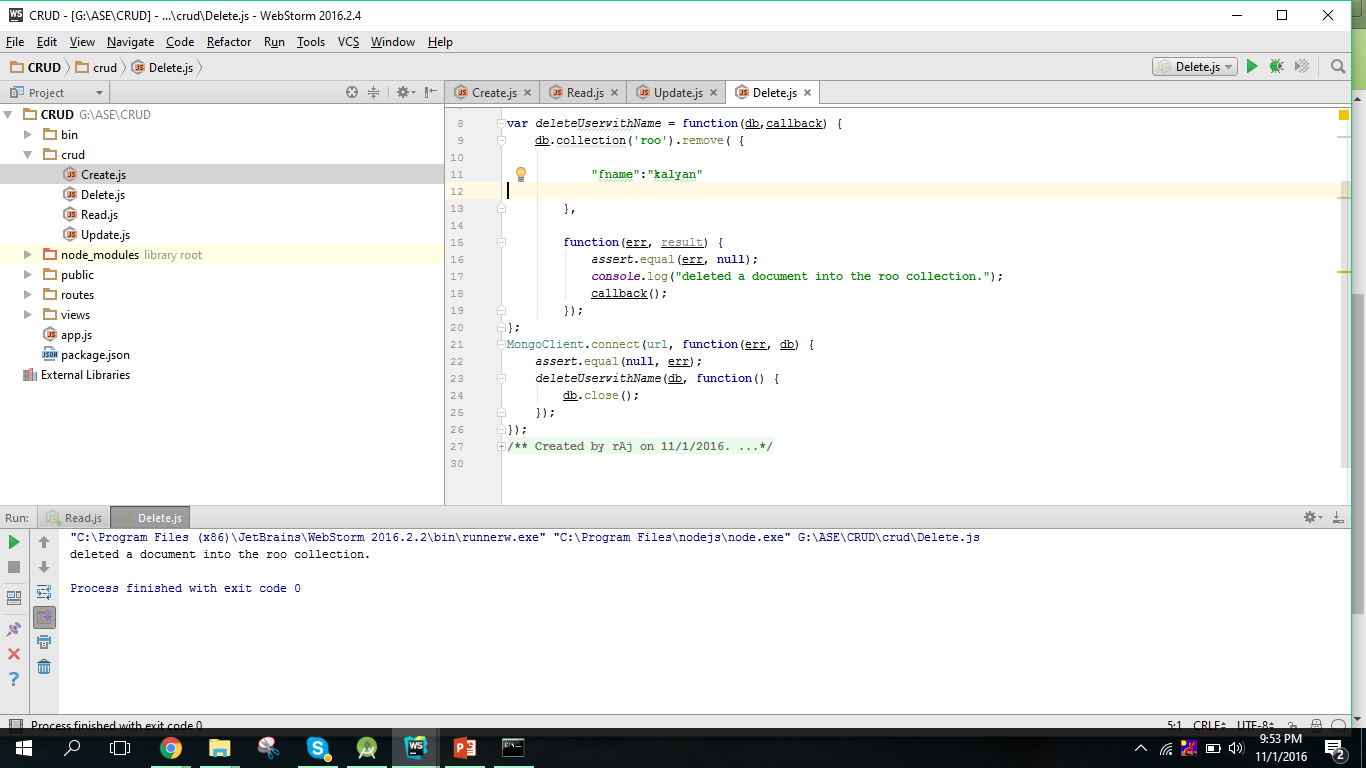 CRUD - [G:\ASE\CRUD] - ...\crud\Delete.js - WebStorm 2016.2.4
File Edit View Navigate Code Refactor Run Tools VCS Window Help
CRUD crud Delete.js
Delete.js
Project
Create.js Read.js Update.js Delete.js
CRUD G:\ASE\CRUD
bin
crud
Create.js
Delete.js
Read.js
Update.js
node_modules library root
public
routes
views
app.js
package.json
External Libraries
8 var deleteUserwithName = function(db,callback) {
9 db.collection('roo').remove( {
10
11 "fname":"kalyan"
12
13 },
14
15 function(err, result) {
16 assert.equal(err, null);
17 console.log("deleted a document into the roo collection.");
18 callback();
19 });
20 };
21 MongoClient.connect(url, function(err, db) {
22 assert.equal(null, err);
23 deleteUserwithName(db, function() {
24 db.close();
25 });
26 });
27 /** Created by rAj on 11/1/2016. ...*/
30
Run: Read.js Delete.js
"C:\Program Files (x86)\JetBrains\WebStorm 2016.2.2\bin\runnerw.exe" "C:\Program Files\nodejs\node.exe" G:\ASE\CRUD\crud\Delete.js
deleted a document into the roo collection.
Process finished with exit code 0
Process finished with exit code 0
5:1 CRLF UTF-8
9:53 PM
11/1/2016
2